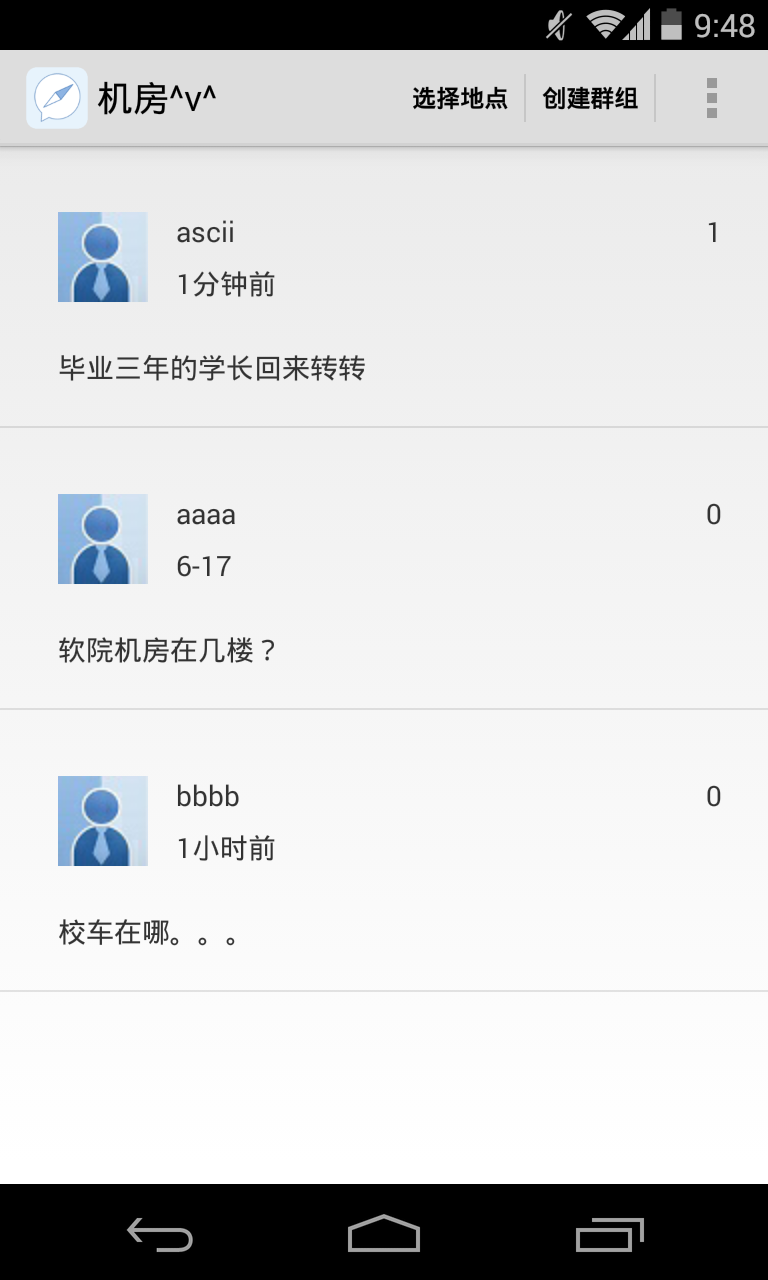 9:48
机房^v^ 选择地点 创建群组
ascii 1
1分钟前
毕业三年的学长回来转转
aaaa 0
6-17
软院机房在几楼？
bbbb 0
1小时前
校车在哪。。。